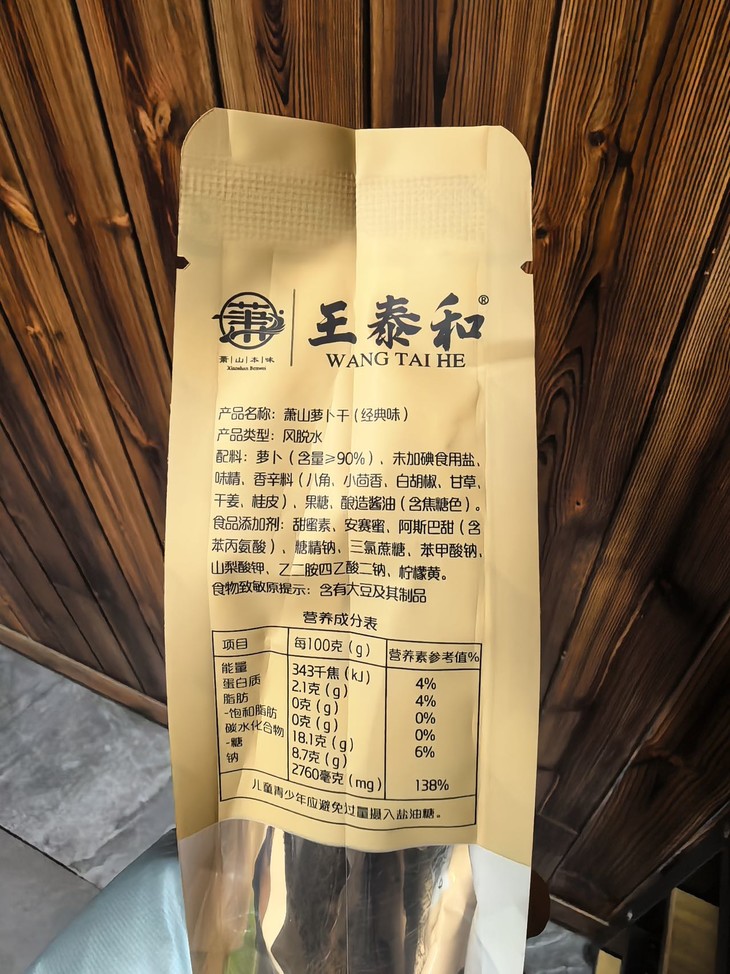 萧
萧|山|本|味
王泰和®
WANG TAI HE
产品名称：萧山萝卜干（经典味）
产品类型：风脱水
配料：萝卜（含量≥90%）、未加碘食用盐、
味精、香辛料（八角、小茴香、白胡椒、甘草、
干姜、桂皮）、果糖、酿造酱油（含焦糖色）。
食品添加剂：甜蜜素、安赛蜜、阿斯巴甜（含
苯丙氨酸）、糖精钠、三氯蔗糖、苯甲酸钠、
山梨酸钾、乙二胺四乙酸二钠、柠檬黄。
食物致敏原提示：含有大豆及其制品
营养成分表
项目 每100克（g） 营养素参考值%
能量 343千焦（kJ） 4%
蛋白质 2.1克（g） 4%
脂肪 0克（g） 0%
-饱和脂肪 0克（g） 0%
碳水化合物 18.1克（g） 6%
-糖 8.7克（g）
钠 2760毫克（mg） 138%
儿童青少年应避免过量摄入盐油糖。